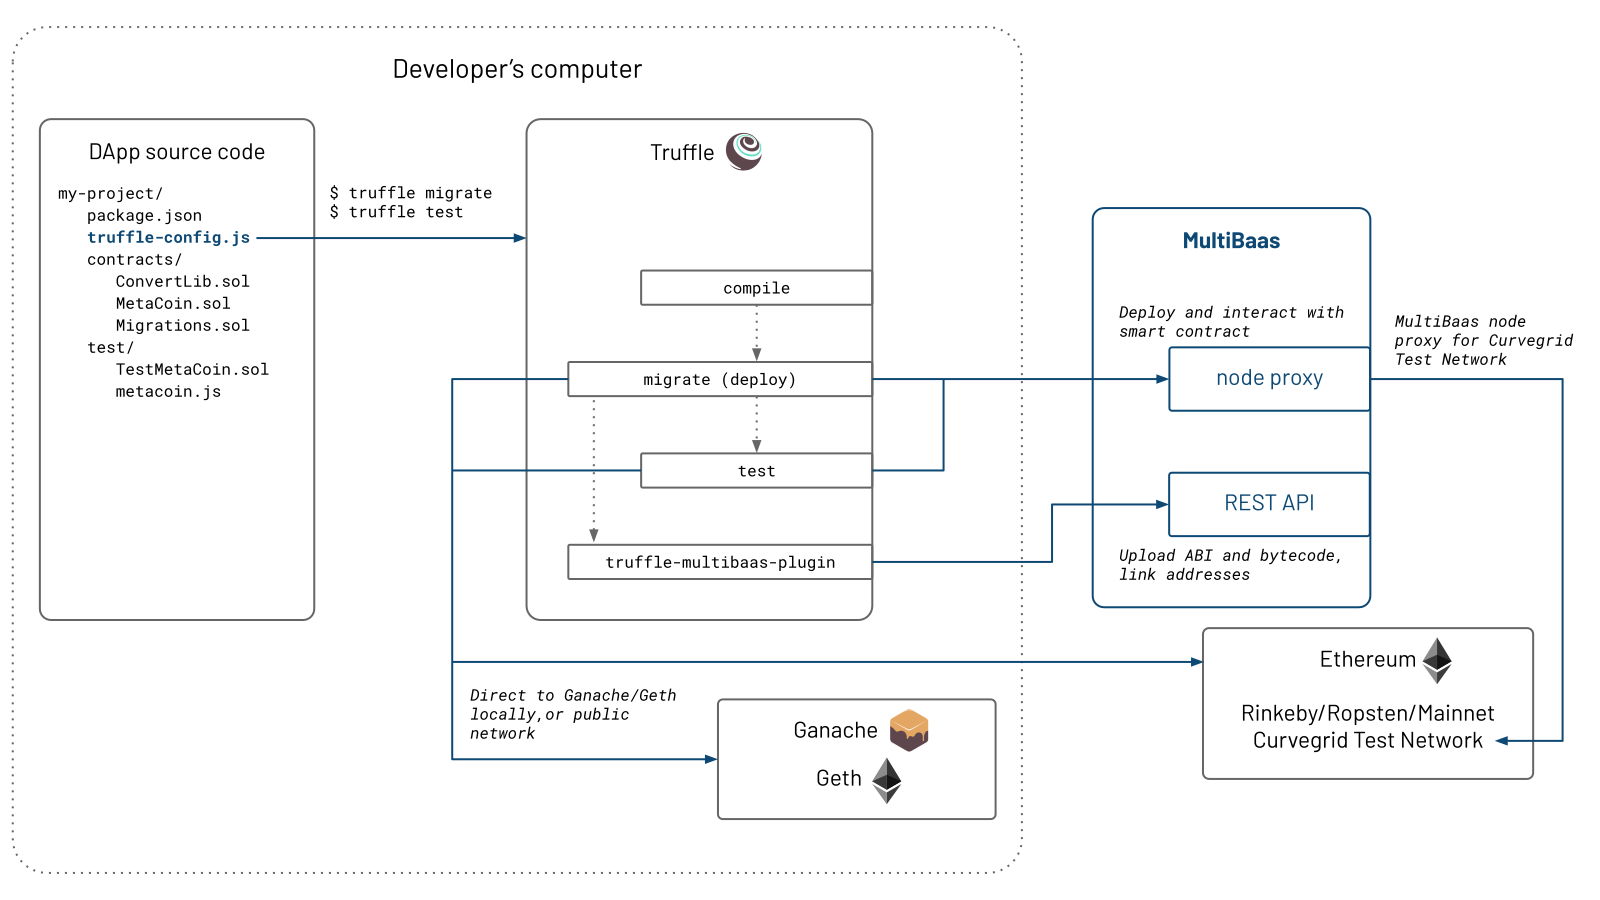 Developer’s computer
DApp source code
my-project/
package.json
truffle-config.js
contracts/
ConvertLib.sol
MetaCoin.sol
Migrations.sol
test/
TestMetaCoin.sol
metacoin.js
$ truffle migrate
$ truffle test
Truffle
compile
migrate (deploy)
test
truffle-multibaas-plugin
MultiBaas
Deploy and interact with
smart contract
node proxy
REST API
Upload ABI and bytecode,
link addresses
MultiBaas node
proxy for Curvegrid
Test Network
Direct to Ganache/Geth
locally,or public
network
Ganache
Geth
Ethereum
Rinkeby/Ropsten/Mainnet
Curvegrid Test Network